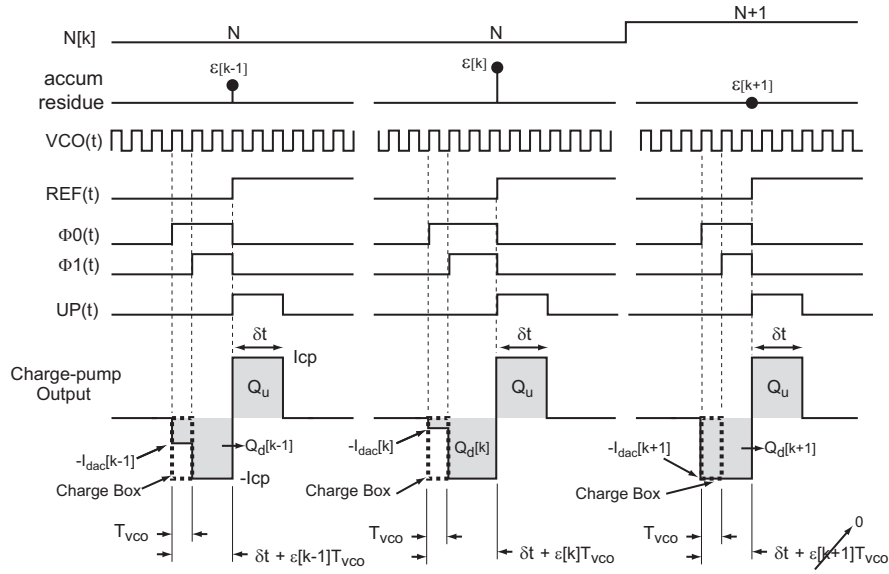 N[k] N N N+1
accum residue ε[k-1] ε[k] ε[k+1]
VCO(t)
REF(t)
Φ0(t)
Φ1(t)
UP(t)
δt δt δt
Icp
Charge-pump Output
Qu Qu Qu
-Idac[k-1] Qd[k-1] -Idac[k] Qd[k] -Idac[k+1] Qd[k+1]
-Icp
Charge Box Charge Box Charge Box
Tvco Tvco Tvco
0
δt + ε[k-1]Tvco δt + ε[k]Tvco δt + ε[k+1]Tvco